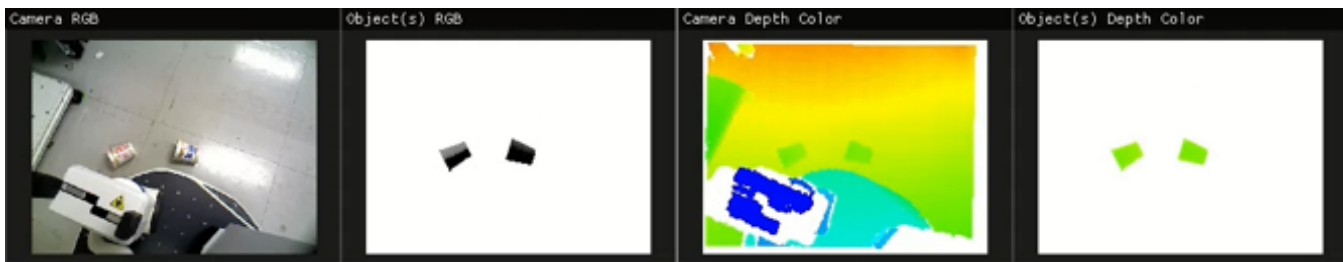 Camera RGB
Object(s) RGB
Camera Depth Color
Object(s) Depth Color